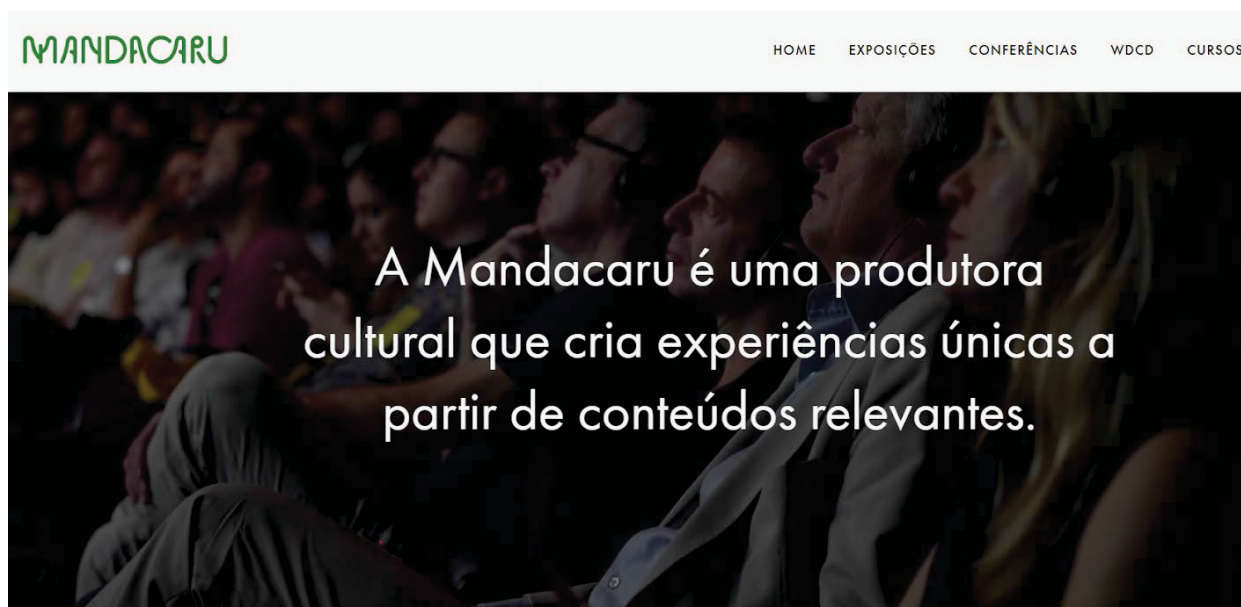 MANDACARU
HOME EXPOSIÇÕES CONFERÊNCIAS WDCD CURSOS
A Mandacaru é uma produtora
cultural que cria experiências únicas a
partir de conteúdos relevantes.